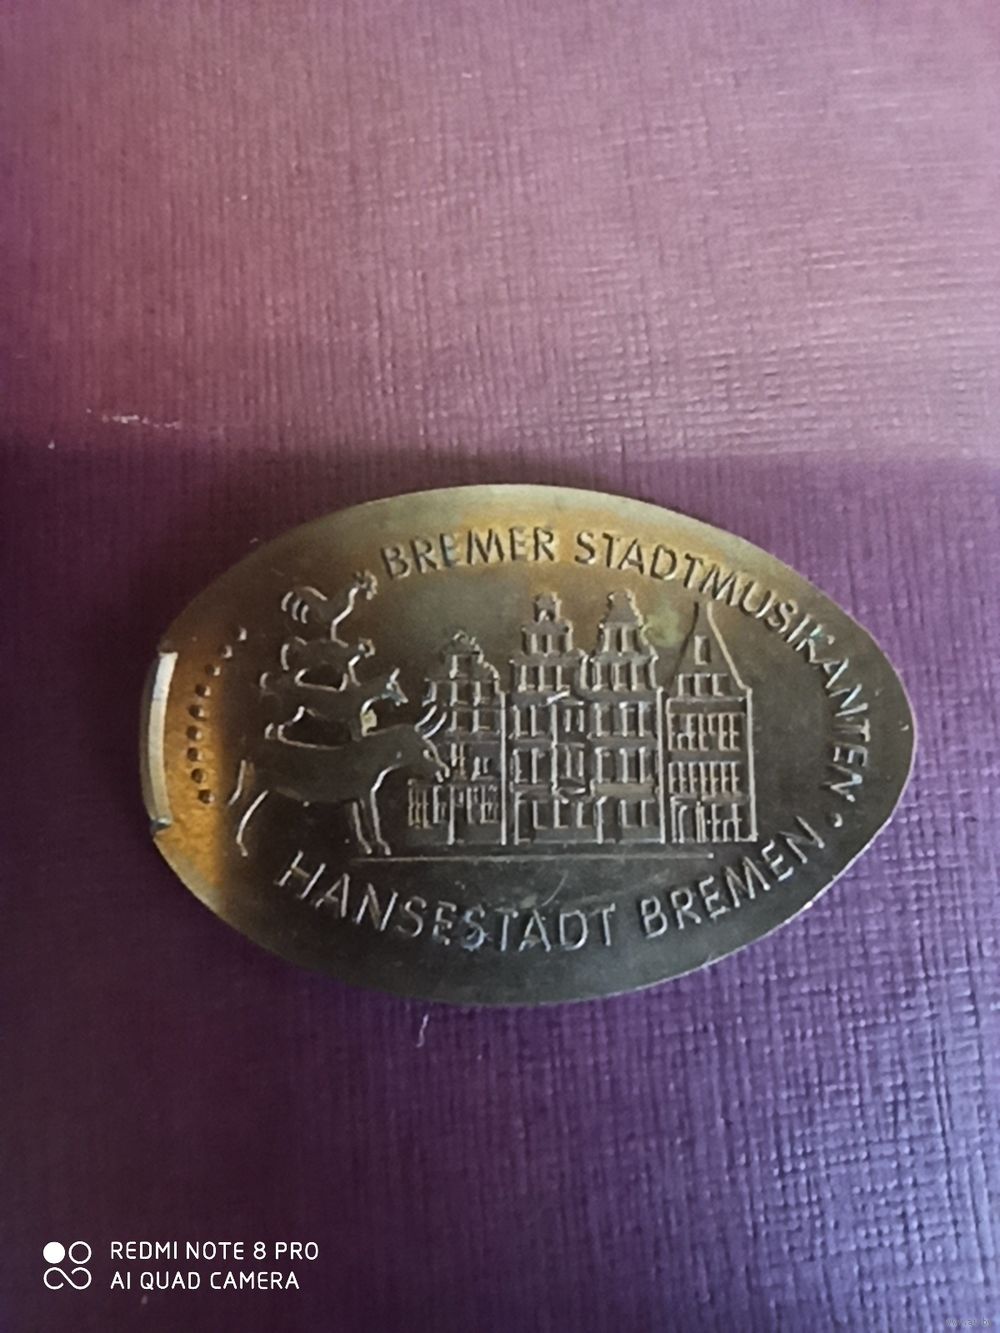 BREMER STADTMUSIKANTEN
HANSESTADT BREMEN
REDMI NOTE 8 PRO
AI QUAD CAMERA